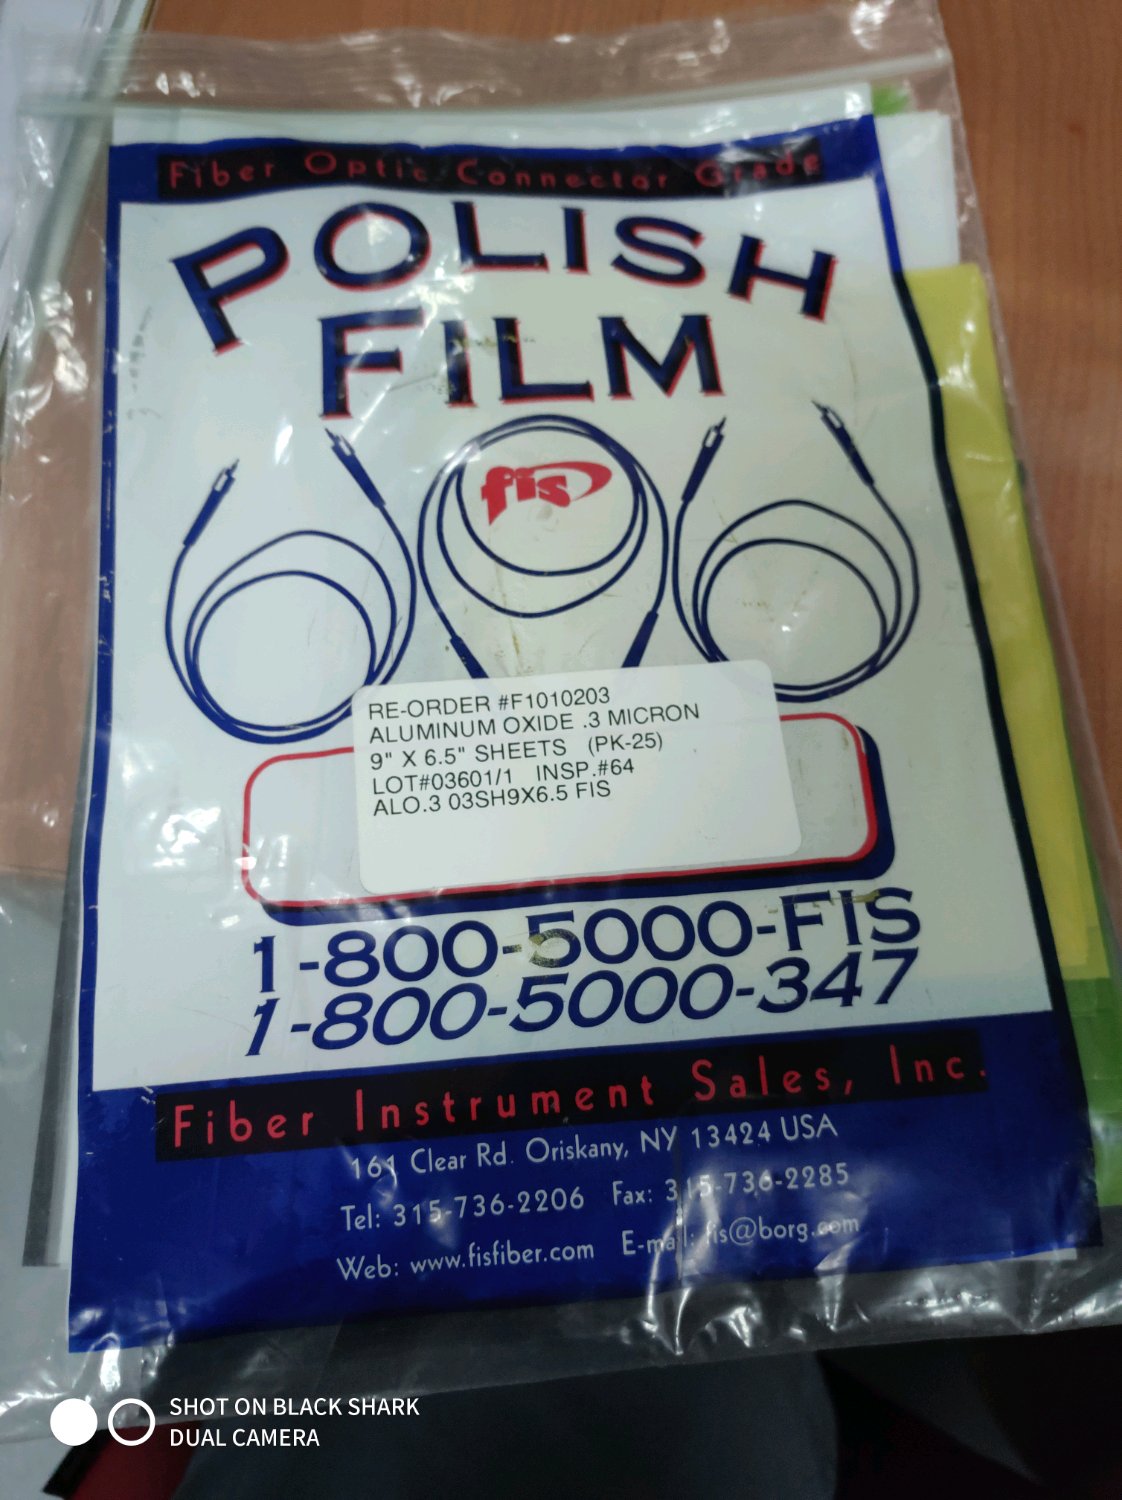 Fiber Optic Connector Grade
POLISH
FILM
fis
RE-ORDER #F1010203
ALUMINUM OXIDE .3 MICRON
9" X 6.5" SHEETS (PK-25)
LOT#03601/1 INSP.#64
ALO.3 03SH9X6.5 FIS
1-800-5000-FIS
1-800-5000-347
Fiber Instrument Sales, Inc.
161 Clear Rd. Oriskany, NY 13424 USA
Tel: 315-736-2206 Fax: 315-736-2285
Web: www.fisfiber.com E-mail: fis@borg.com
SHOT ON BLACK SHARK
DUAL CAMERA